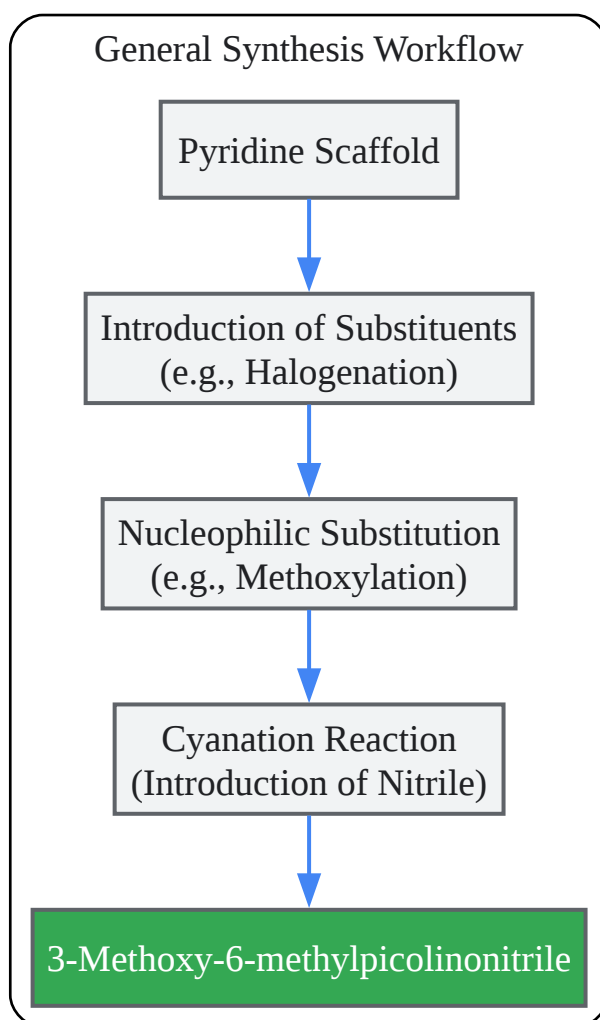 General Synthesis Workflow
Pyridine Scaffold
Introduction of Substituents
(e.g., Halogenation)
Nucleophilic Substitution
(e.g., Methoxylation)
Cyanation Reaction
(Introduction of Nitrile)
3-Methoxy-6-methylpicolinonitrile